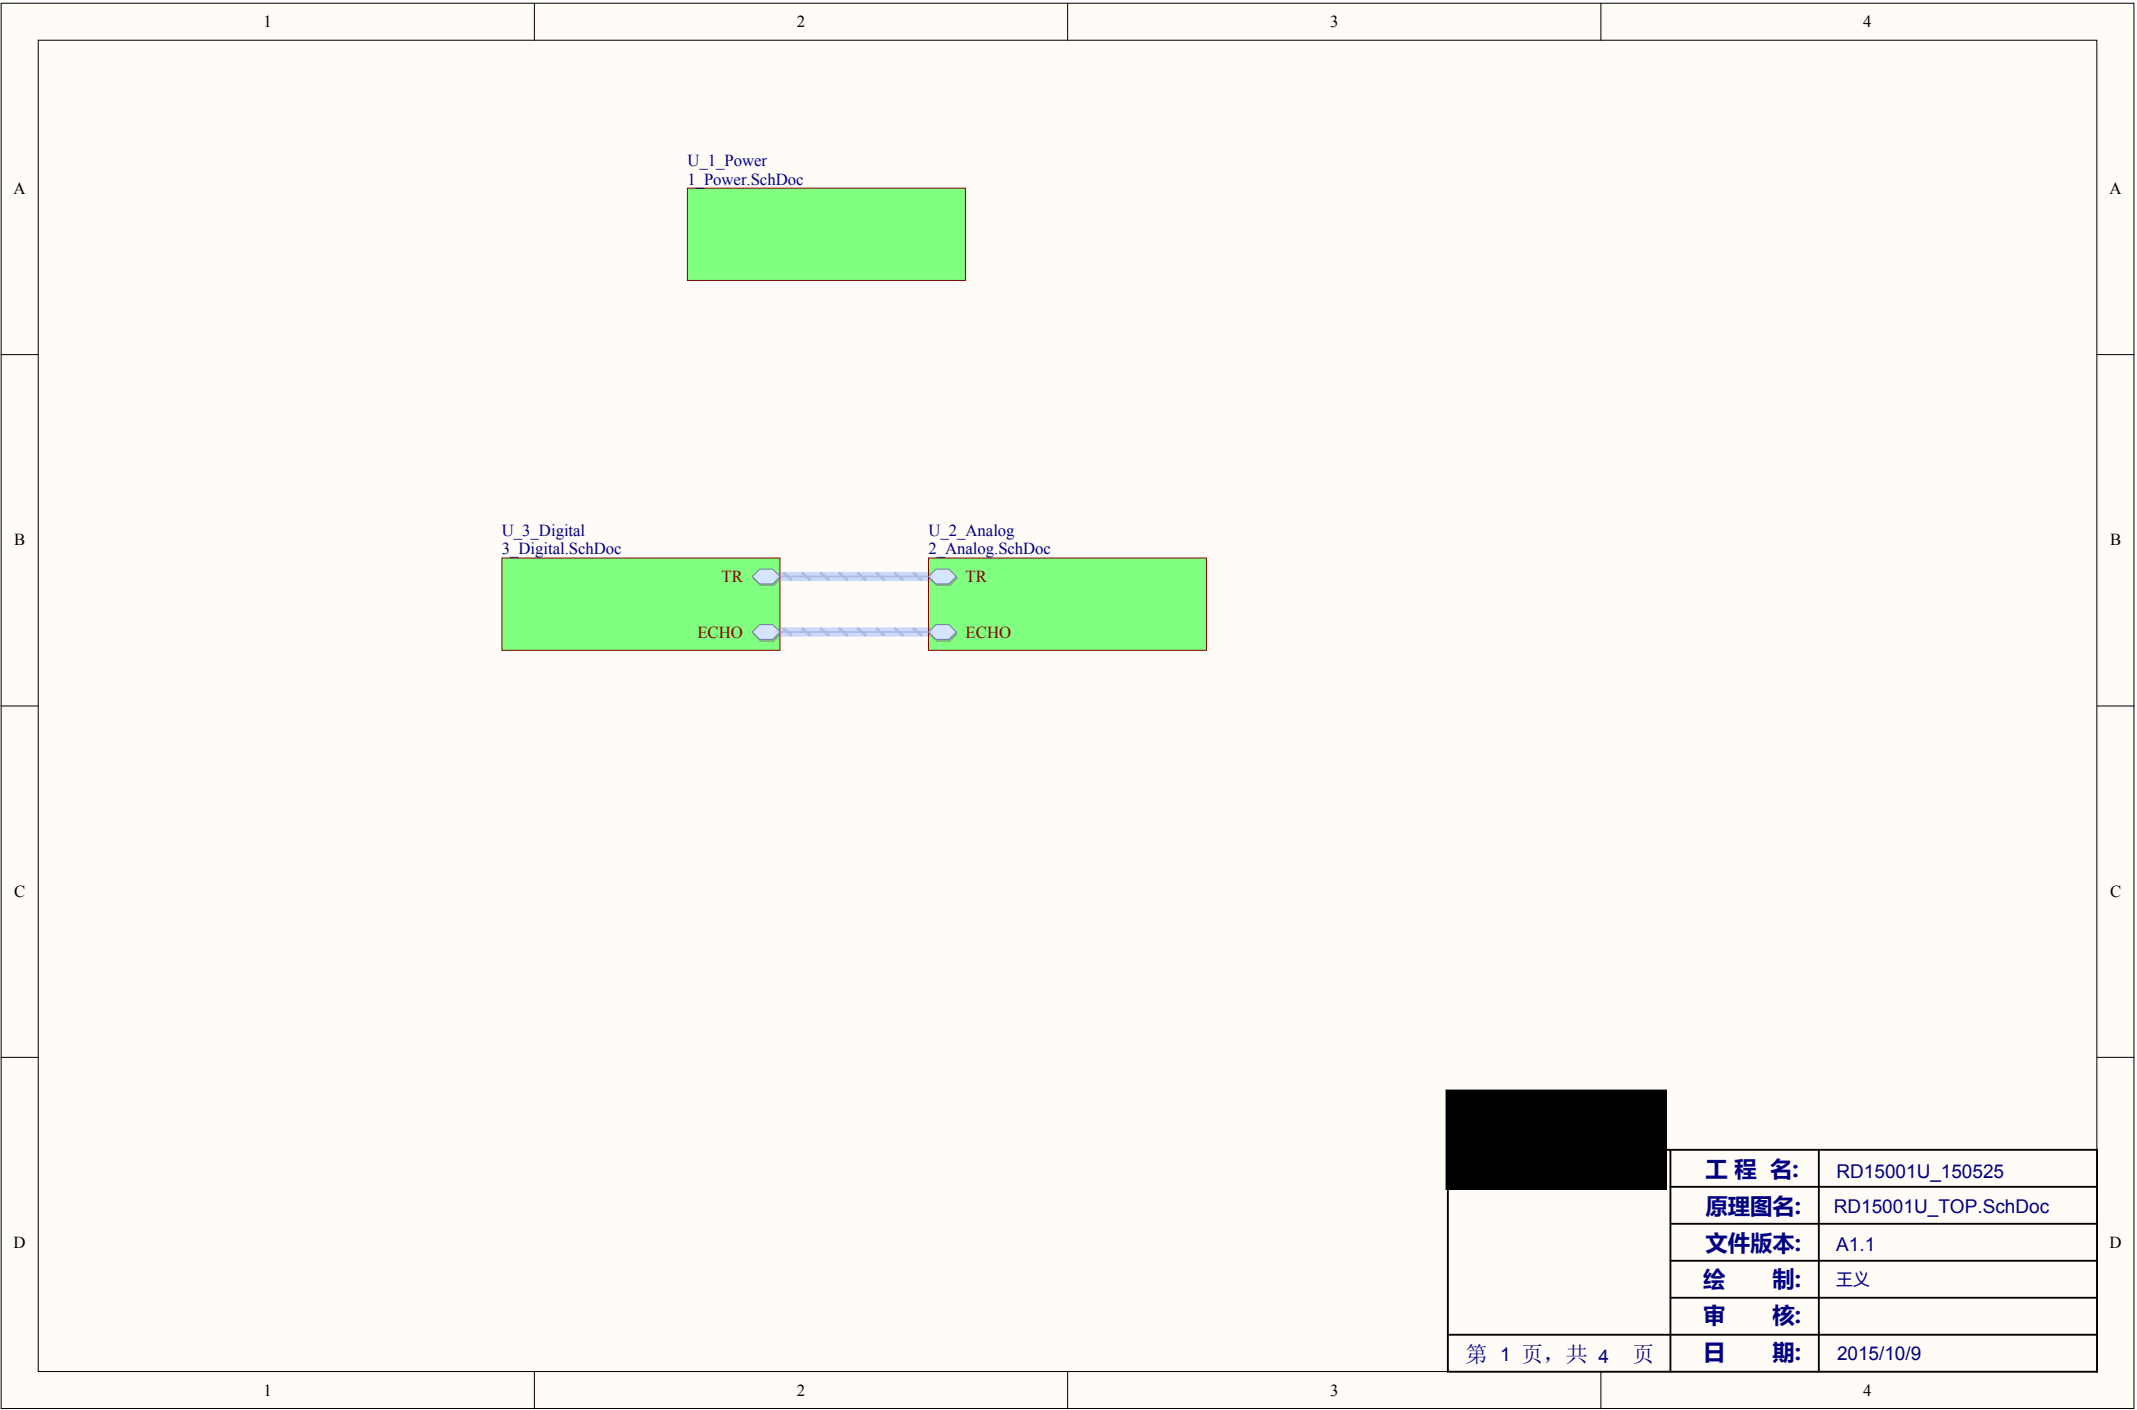 1 2 3 4
A A
U_1_Power
1_Power.SchDoc
B B
U_3_Digital
3_Digital.SchDoc
TR
ECHO
U_2_Analog
2_Analog.SchDoc
TR
ECHO
C C
D D
工程 名: RD15001U_150525
原理图名: RD15001U_TOP.SchDoc
文件版本: A1.1
绘 制: 王义
审 核:
第 1 页，共 4 页 日 期: 2015/10/9
1 2 3 4